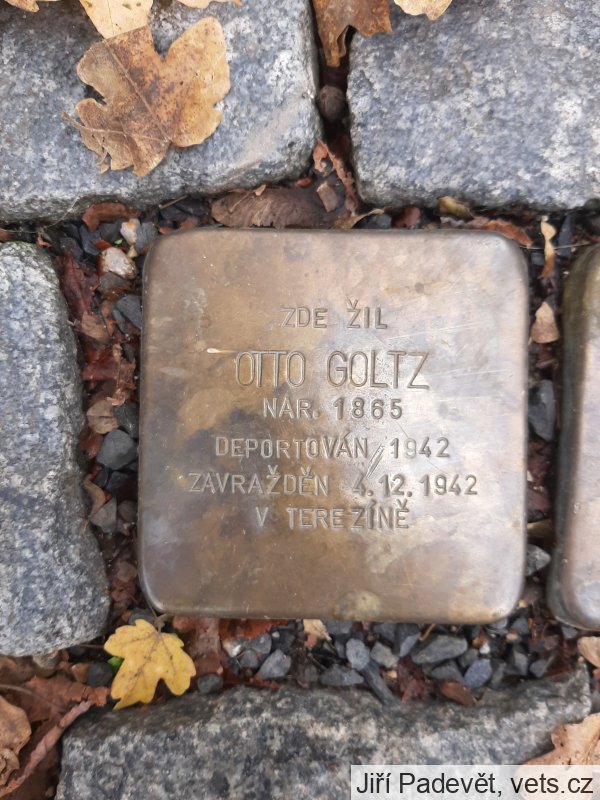 ZDE ŽIL
OTTO GOLTZ
NAR. 1865
DEPORTOVÁN 1942
ZAVRAŽDĚN 4.12.1942
V TEREZÍNĚ
Jiří Padevět, vets.cz